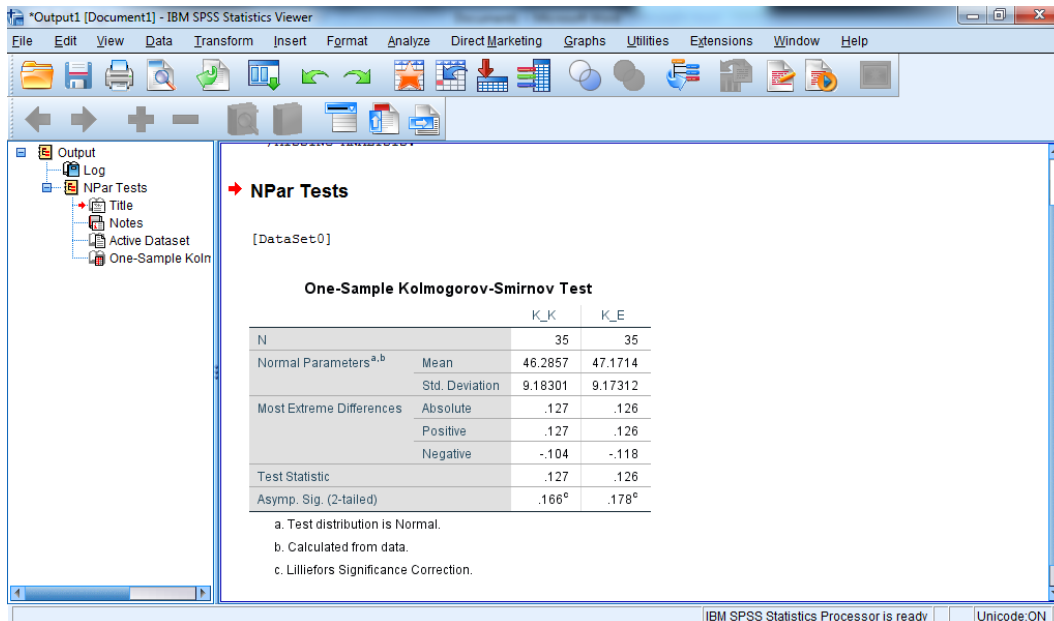 *Output1 [Document1] - IBM SPSS Statistics Viewer
File Edit View Data Transform Insert Format Analyze Direct Marketing Graphs Utilities Extensions Window Help
Output
Log
NPar Tests
Title
Notes
Active Dataset
One-Sample Kolm
NPar Tests
[DataSet0]
One-Sample Kolmogorov-Smirnov Test
K_K K_E
N 35 35
Normal Parameters^a,b Mean 46.2857 47.1714
Std. Deviation 9.18301 9.17312
Most Extreme Differences Absolute .127 .126
Positive .127 .126
Negative -.104 -.118
Test Statistic .127 .126
Asymp. Sig. (2-tailed) .166^c .178^c
a. Test distribution is Normal.
b. Calculated from data.
c. Lilliefors Significance Correction.
IBM SPSS Statistics Processor is ready Unicode:ON